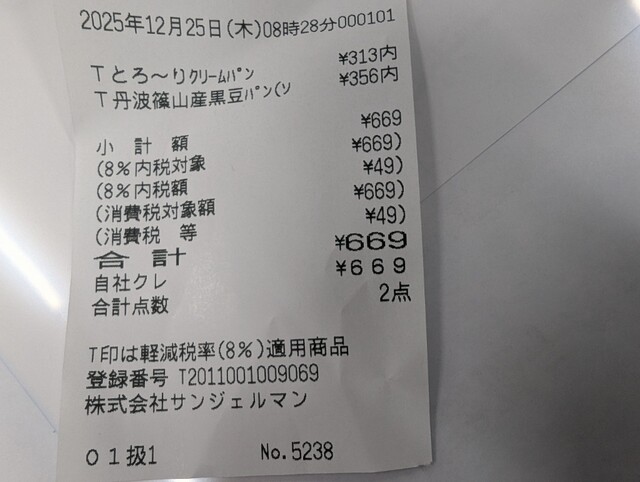 2025年12月25日(木)08時28分000101
Tとろ～りクリームパン ¥313内
T丹波篠山産黒豆パン(ソ ¥356内
小計額 ¥669
(8%内税対象 ¥669)
(8%内税額 ¥49)
(消費税対象額 ¥669)
(消費税 等 ¥49)
合計 ¥669
自社クレ ¥669
合計点数 2点
T印は軽減税率(8%)適用商品
登録番号 T2011001009069
株式会社サンジェルマン
01扱1 No.5238